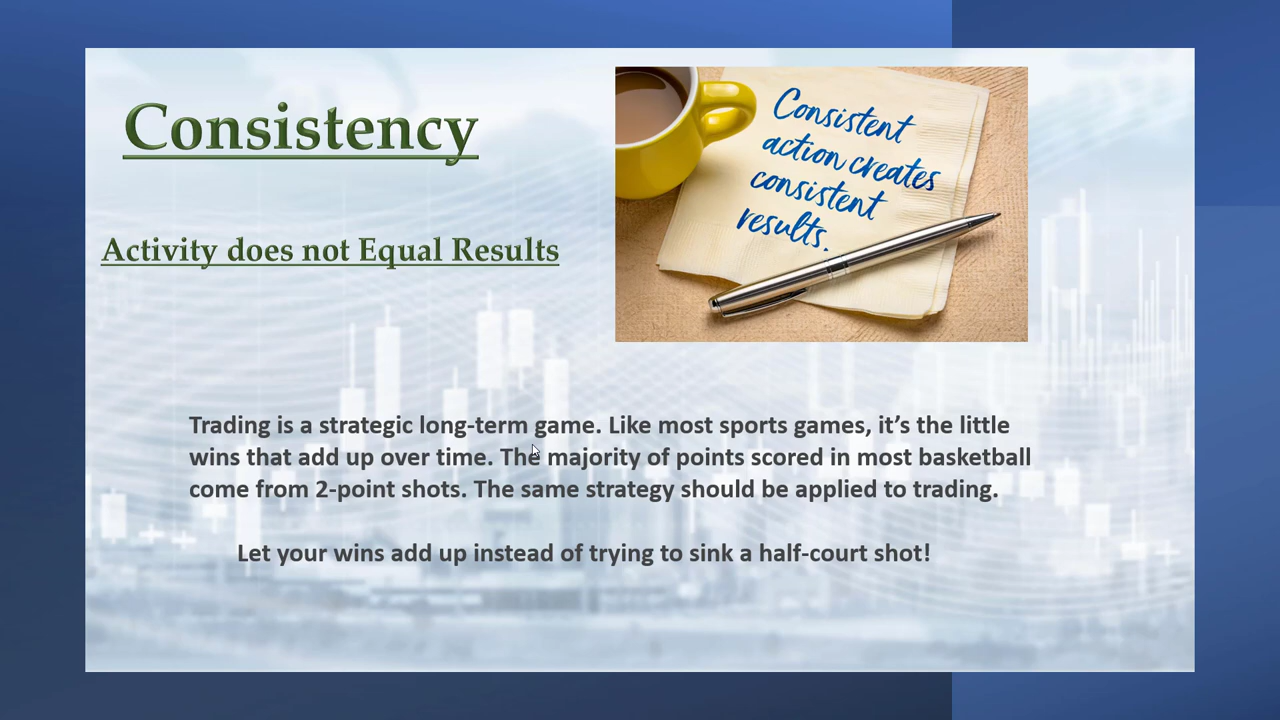 Consistency
Activity does not Equal Results
Consistent
action creates
consistent
results.
Trading is a strategic long-term game. Like most sports games, it’s the little
wins that add up over time. The majority of points scored in most basketball
come from 2-point shots. The same strategy should be applied to trading.
Let your wins add up instead of trying to sink a half-court shot!